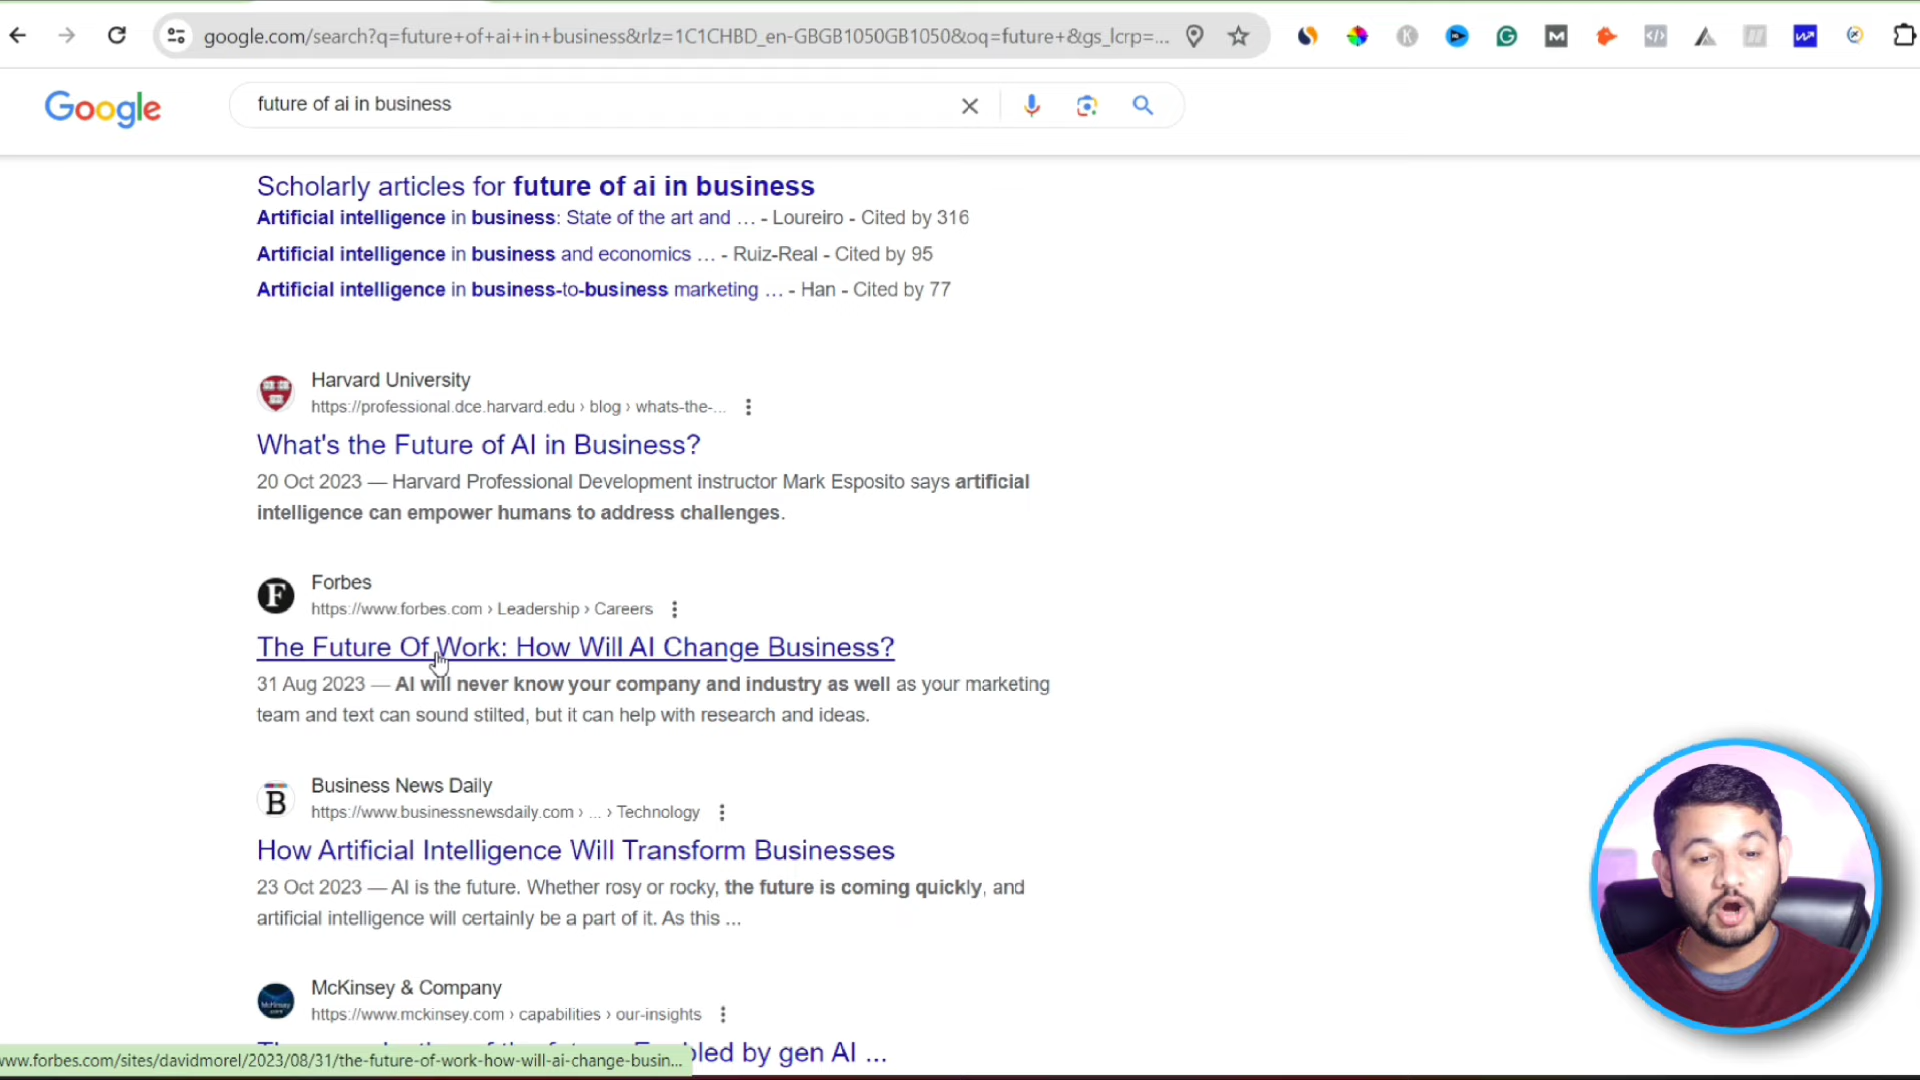 google.com/search?q=future+of+ai+in+business&rlz=1C1CHBD_en-GBGB1050GB1050&oq=future+&gs_lcrp=...
Google
future of ai in business
Scholarly articles for future of ai in business
Artificial intelligence in business: State of the art and … - Loureiro - Cited by 316
Artificial intelligence in business and economics … - Ruiz-Real - Cited by 95
Artificial intelligence in business-to-business marketing … - Han - Cited by 77
Harvard University
https://professional.dce.harvard.edu › blog › whats-the-...
What's the Future of AI in Business?
20 Oct 2023 — Harvard Professional Development instructor Mark Esposito says artificial
intelligence can empower humans to address challenges.
Forbes
https://www.forbes.com › Leadership › Careers
The Future Of Work: How Will AI Change Business?
31 Aug 2023 — AI will never know your company and industry as well as your marketing
team and text can sound stilted, but it can help with research and ideas.
Business News Daily
https://www.businessnewsdaily.com › ... › Technology
How Artificial Intelligence Will Transform Businesses
23 Oct 2023 — AI is the future. Whether rosy or rocky, the future is coming quickly, and
artificial intelligence will certainly be a part of it. As this ...
McKinsey & Company
https://www.mckinsey.com › capabilities › our-insights
bled by gen AI ...
www.forbes.com/sites/davidmorel/2023/08/31/the-future-of-work-how-will-ai-change-busin...